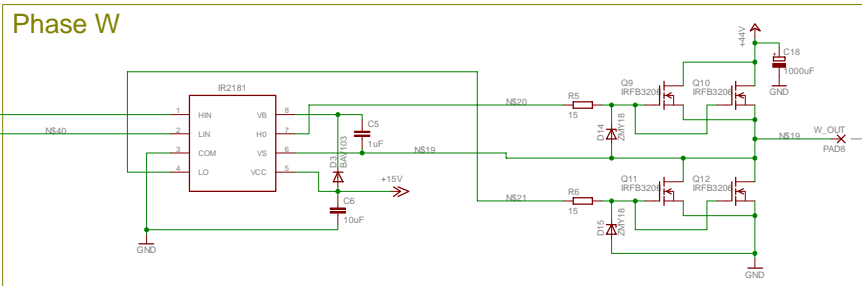 Phase W
+44V
C18
1000uF
GND
IR2181
1 HIN VB 8
2 LIN H0 7
3 COM VS 6
4 LO VCC 5
N$40
C5
1uF
D3
BAV103
N$19
+15V
C6
10uF
GND
N$20
R5
15
D14
ZMY18
Q9
IRFB3206
Q10
IRFB3206
N$19
W_OUT
PAD8
N$21
R6
15
D15
ZMY18
Q11
IRFB3206
Q12
IRFB3206
GND